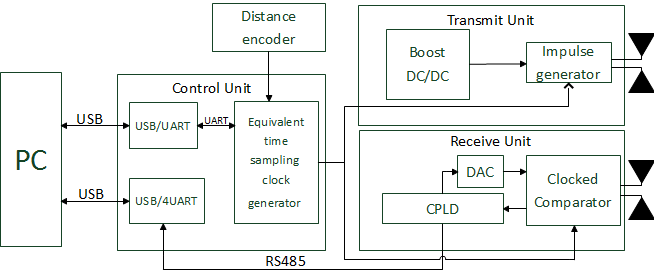 Distance
encoder
Transmit Unit
Boost
DC/DC
Impulse
generator
Control Unit
PC
USB
USB/UART
UART
Equivalent
time
sampling
clock
generator
USB
USB/4UART
RS485
Receive Unit
DAC
CPLD
Clocked
Comparator